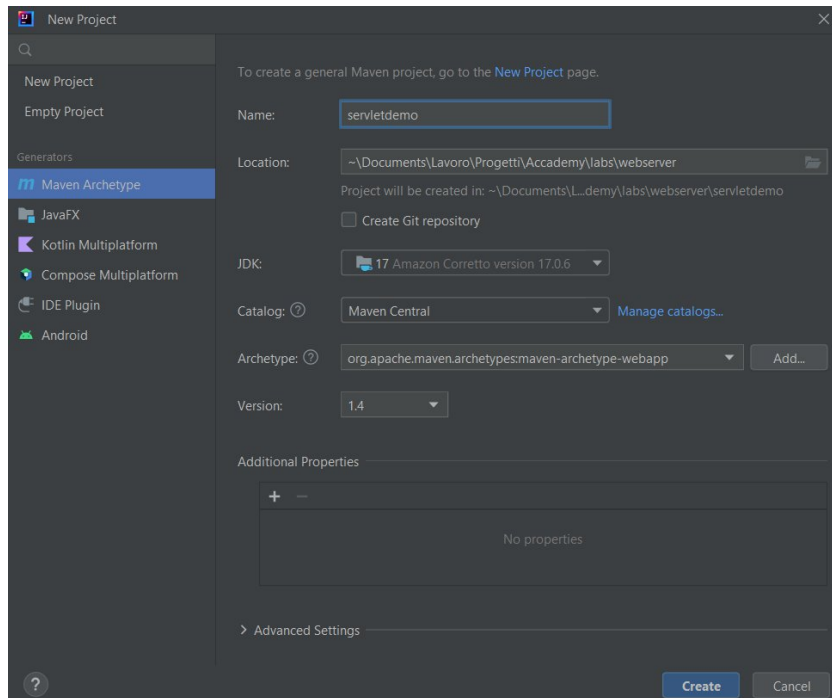 New Project
New Project
Empty Project
Generators
Maven Archetype
JavaFX
Kotlin Multiplatform
Compose Multiplatform
IDE Plugin
Android
To create a general Maven project, go to the New Project page.
Name: servletdemo
Location: ~\Documents\Lavoro\Progetti\Accademy\labs\webserver
Project will be created in: ~\Documents\L...demy\labs\webserver\servletdemo
Create Git repository
JDK: 17 Amazon Corretto version 17.0.6
Catalog: ? Maven Central Manage catalogs...
Archetype: ? org.apache.maven.archetypes:maven-archetype-webapp Add...
Version: 1.4
Additional Properties
No properties
Advanced Settings
? Create Cancel